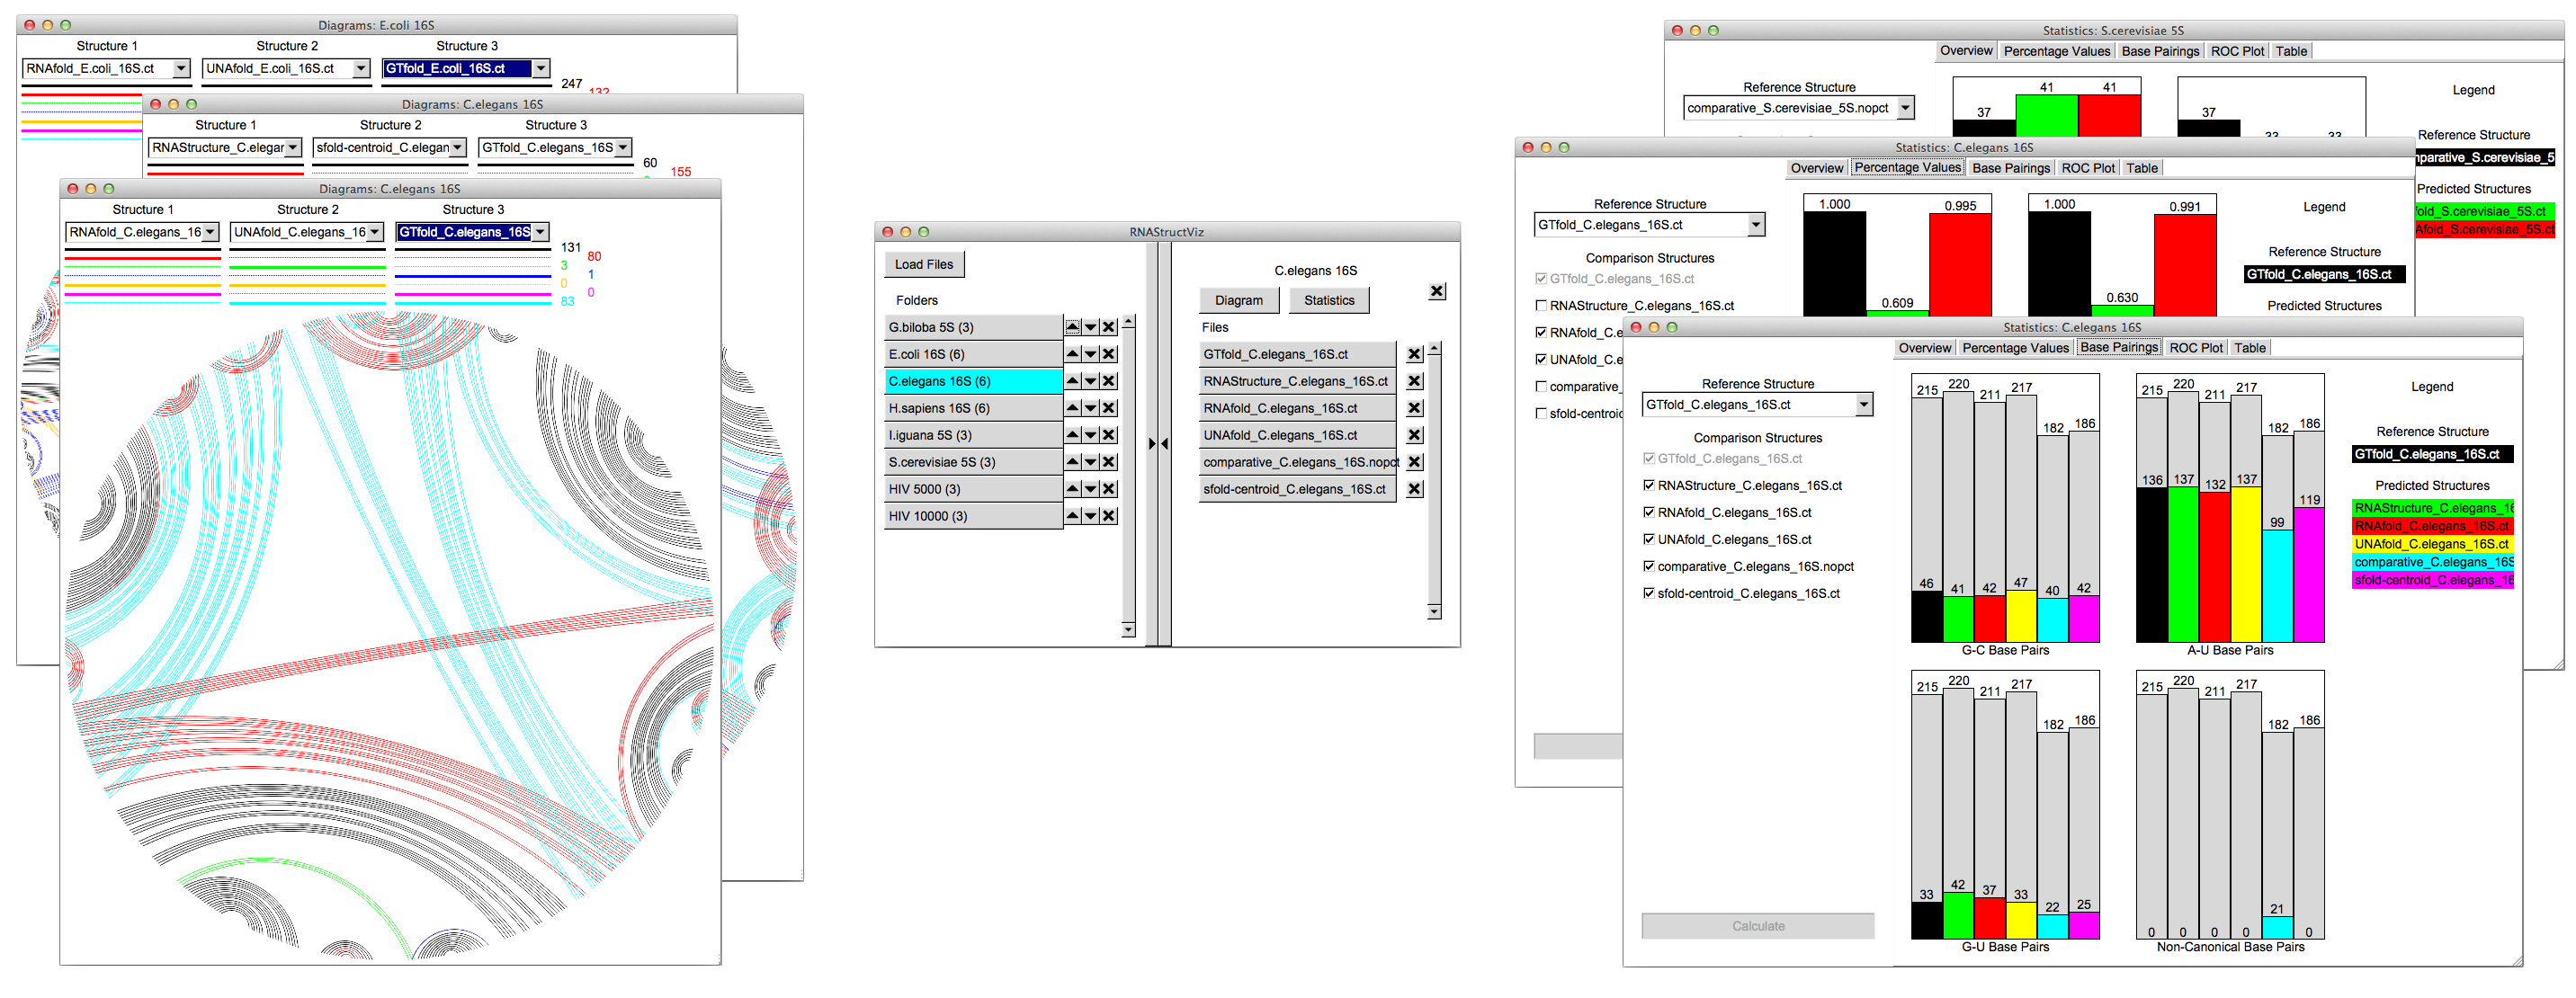 Diagrams: E.coli 16S
Structure 1 Structure 2 Structure 3
RNAfold_E.coli_16S.ct UNAfold_E.coli_16S.ct GTfold_E.coli_16S.ct
247
132
Diagrams: C.elegans 16S
Structure 1 Structure 2 Structure 3
RNAStructure_C.elegar sfold-centroid_C.elegan GTfold_C.elegans_16S
60
155
Diagrams: C.elegans 16S
Structure 1 Structure 2 Structure 3
RNAfold_C.elegans_16 UNAfold_C.elegans_16 GTfold_C.elegans_16S
131
80
3
1
0
0
83
RNAStructViz
Load Files
Folders
G.biloba 5S (3)
E.coli 16S (6)
C.elegans 16S (6)
H.sapiens 16S (6)
I.iguana 5S (3)
S.cerevisiae 5S (3)
HIV 5000 (3)
HIV 10000 (3)
C.elegans 16S
Diagram Statistics
Files
GTfold_C.elegans_16S.ct
RNAStructure_C.elegans_16S.ct
RNAfold_C.elegans_16S.ct
UNAfold_C.elegans_16S.ct
comparative_C.elegans_16S.nopct
sfold-centroid_C.elegans_16S.ct
Statistics: S.cerevisiae 5S
Overview Percentage Values Base Pairings ROC Plot Table
Reference Structure
comparative_S.cerevisiae_5S.nopct
37 41 41
37
Legend
Reference Structure
nparative_S.cerevisiae_5
Predicted Structures
fold_S.cerevisiae_5S.ct
Afold_S.cerevisiae_5S.ct
Statistics: C.elegans 16S
Overview Percentage Values Base Pairings ROC Plot Table
Reference Structure
GTfold_C.elegans_16S.ct
Comparison Structures
GTfold_C.elegans_16S.ct
RNAStructure_C.elegans_16S.ct
RNAfold_C.e
UNAfold_C.e
comparative_
sfold-centroic
1.000 0.609 0.995
1.000 0.630 0.991
Legend
Reference Structure
GTfold_C.elegans_16S.ct
Predicted Structures
Statistics: C.elegans 16S
Overview Percentage Values Base Pairings ROC Plot Table
Reference Structure
GTfold_C.elegans_16S.ct
Comparison Structures
GTfold_C.elegans_16S.ct
RNAStructure_C.elegans_16S.ct
RNAfold_C.elegans_16S.ct
UNAfold_C.elegans_16S.ct
comparative_C.elegans_16S.nopct
sfold-centroid_C.elegans_16S.ct
Calculate
215 220 211 217 182 186
46 41 42 47 40 42
G-C Base Pairs
215 220 211 217 182 186
136 137 132 137 99 119
A-U Base Pairs
215 220 211 217 182 186
33 42 37 33 22 25
G-U Base Pairs
215 220 211 217 182 186
0 0 0 0 21 0
Non-Canonical Base Pairs
Legend
Reference Structure
GTfold_C.elegans_16S.ct
Predicted Structures
RNAStructure_C.elegans_16
RNAfold_C.elegans_16S.ct
UNAfold_C.elegans_16S.ct
comparative_C.elegans_16S
sfold-centroid_C.elegans_16